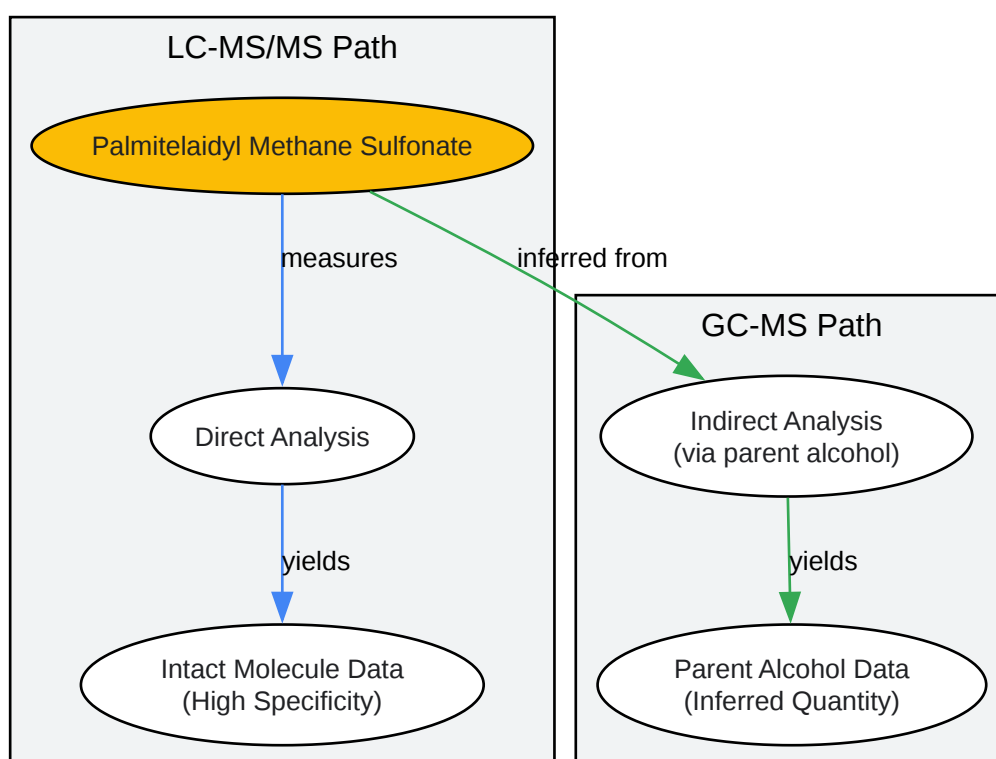 LC-MS/MS Path
Palmitelaidyl Methane Sulfonate
measures
inferred from
GC-MS Path
Direct Analysis
Indirect Analysis
(via parent alcohol)
yields
yields
Intact Molecule Data
(High Specificity)
Parent Alcohol Data
(Inferred Quantity)